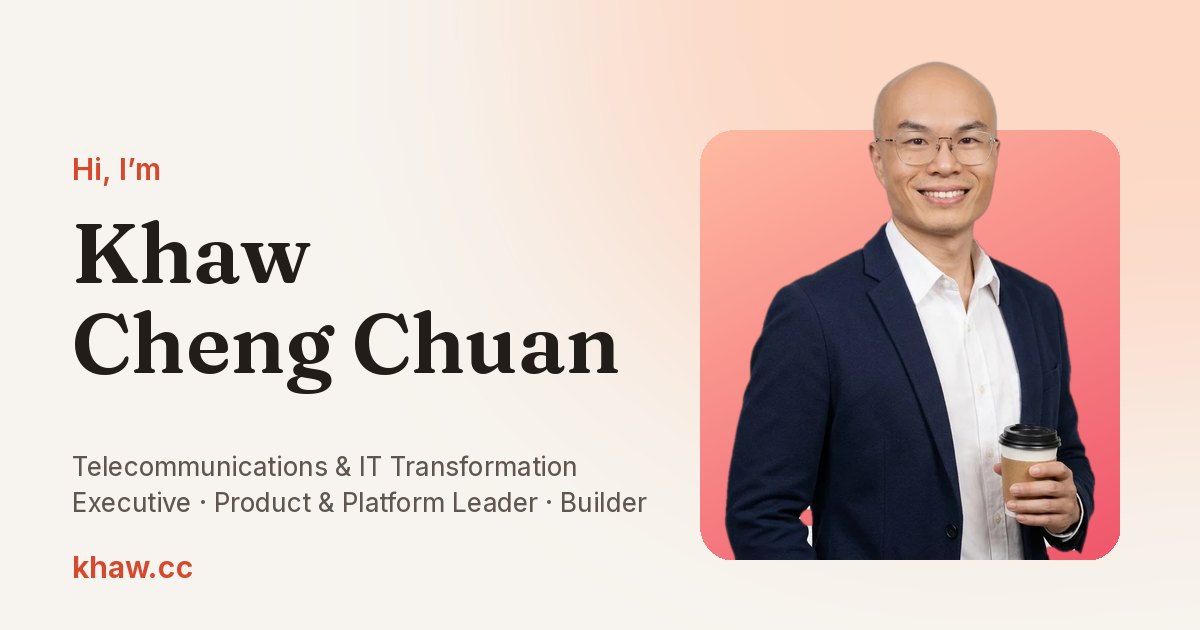 Hi, I’m
Khaw
Cheng Chuan
Telecommunications & IT Transformation
Executive · Product & Platform Leader · Builder
khaw.cc